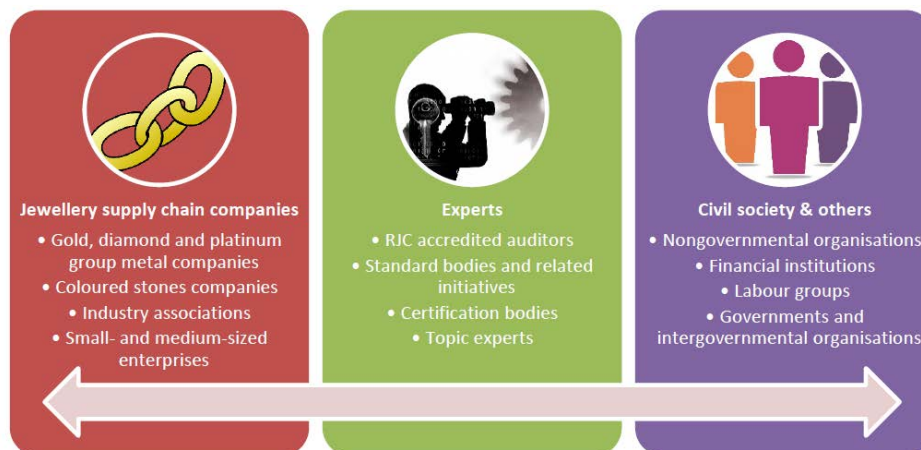 Jewellery supply chain companies
• Gold, diamond and platinum
group metal companies
• Coloured stones companies
• Industry associations
• Small- and medium-sized
enterprises
Experts
• RJC accredited auditors
• Standard bodies and related
initiatives
• Certification bodies
• Topic experts
Civil society & others
• Nongovernmental organisations
• Financial institutions
• Labour groups
• Governments and
intergovernmental organisations